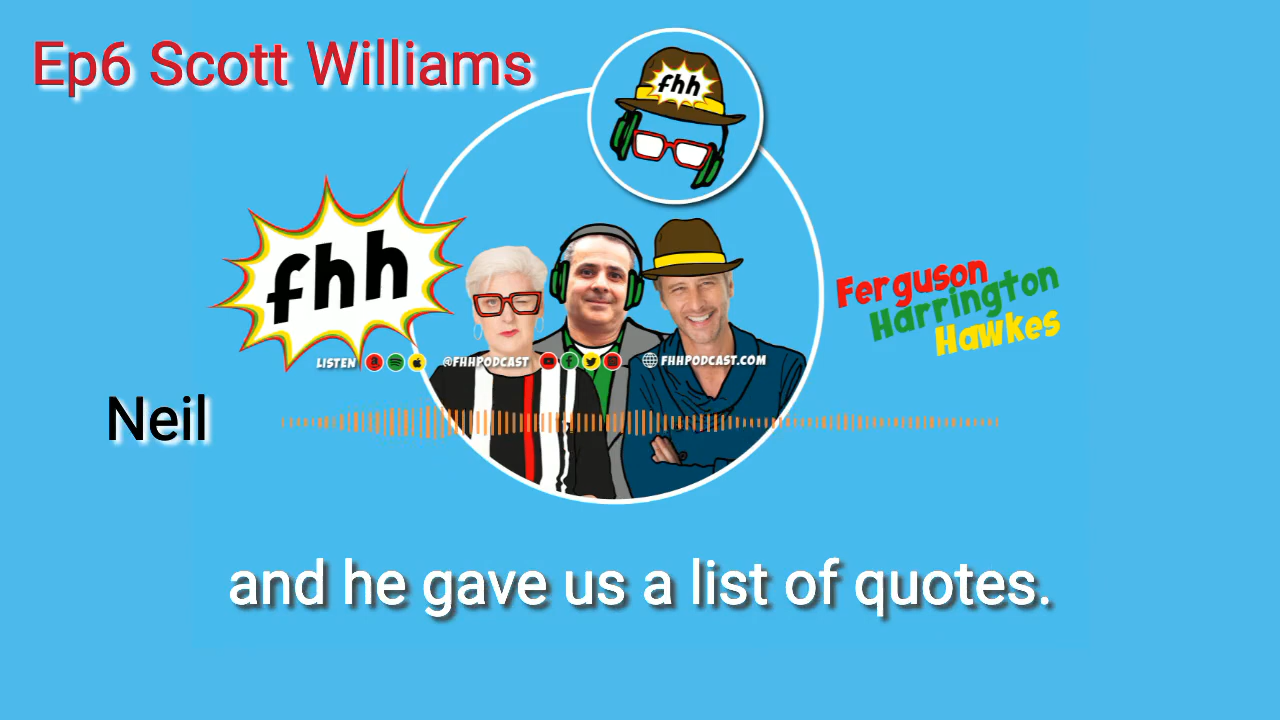 Ep6 Scott Williams
fhh
fhh
Ferguson
Harrington
Hawkes
LISTEN @FHHPODCAST FHHPODCAST.COM
Neil
and he gave us a list of quotes.